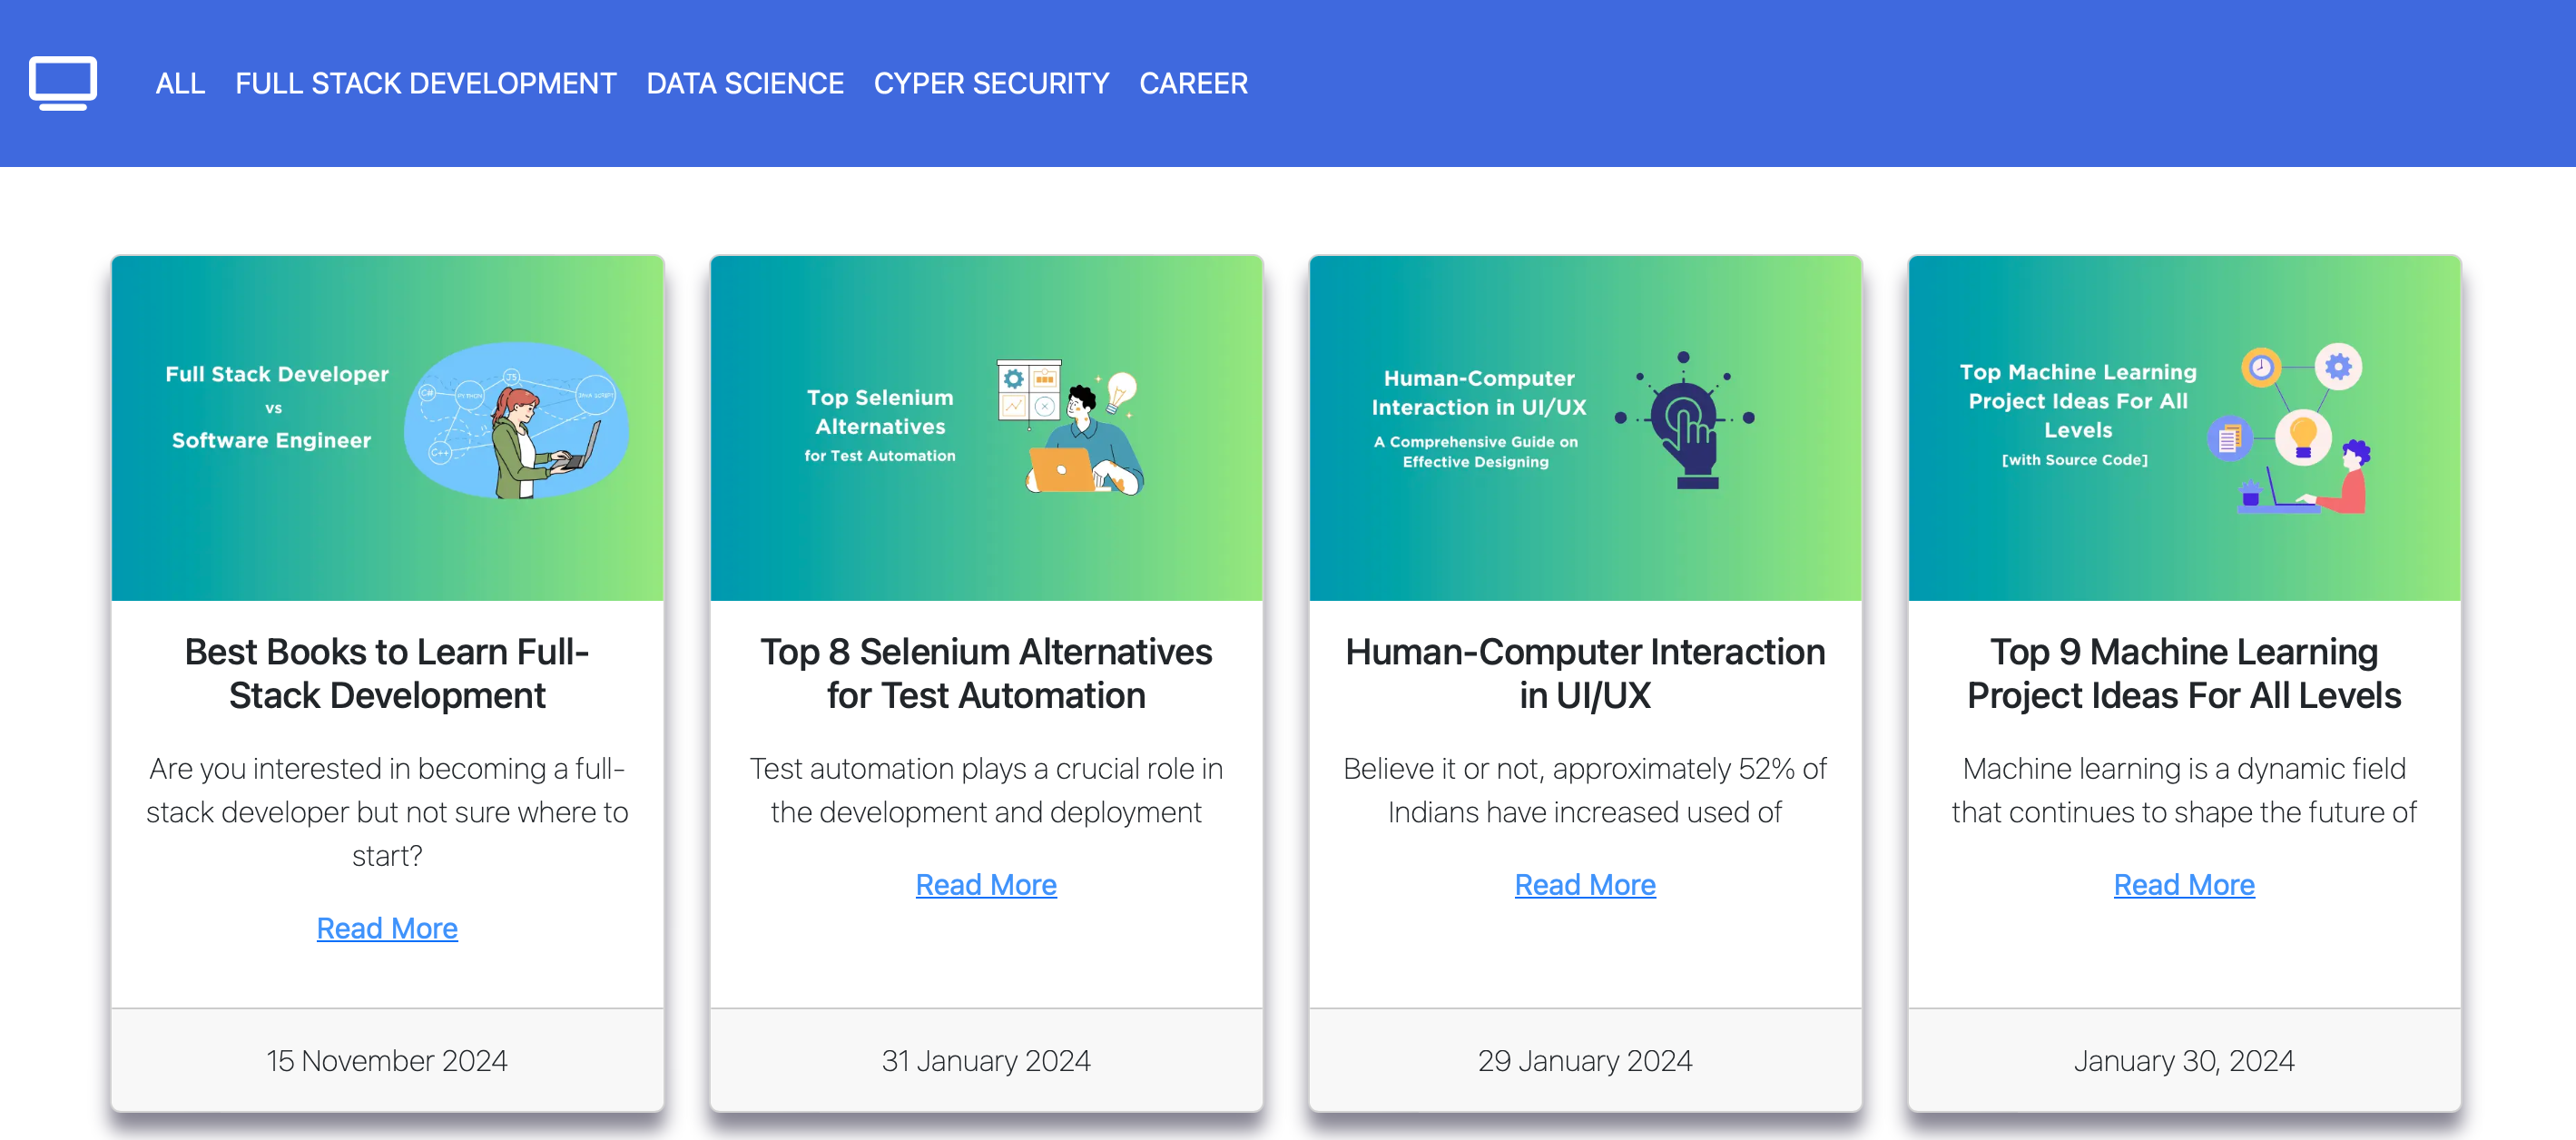 ALL FULL STACK DEVELOPMENT DATA SCIENCE CYPER SECURITY CAREER
Full Stack Developer
vs
Software Engineer
C#
PYTHON
JS
JAVA SCRIPT
C++
Best Books to Learn Full-
Stack Development
Are you interested in becoming a full-
stack developer but not sure where to
start?
Read More
15 November 2024
Top Selenium
Alternatives
for Test Automation
Top 8 Selenium Alternatives
for Test Automation
Test automation plays a crucial role in
the development and deployment
Read More
31 January 2024
Human-Computer
Interaction in UI/UX
A Comprehensive Guide on
Effective Designing
Human-Computer Interaction
in UI/UX
Believe it or not, approximately 52% of
Indians have increased used of
Read More
29 January 2024
Top Machine Learning
Project Ideas For All
Levels
[with Source Code]
Top 9 Machine Learning
Project Ideas For All Levels
Machine learning is a dynamic field
that continues to shape the future of
Read More
January 30, 2024